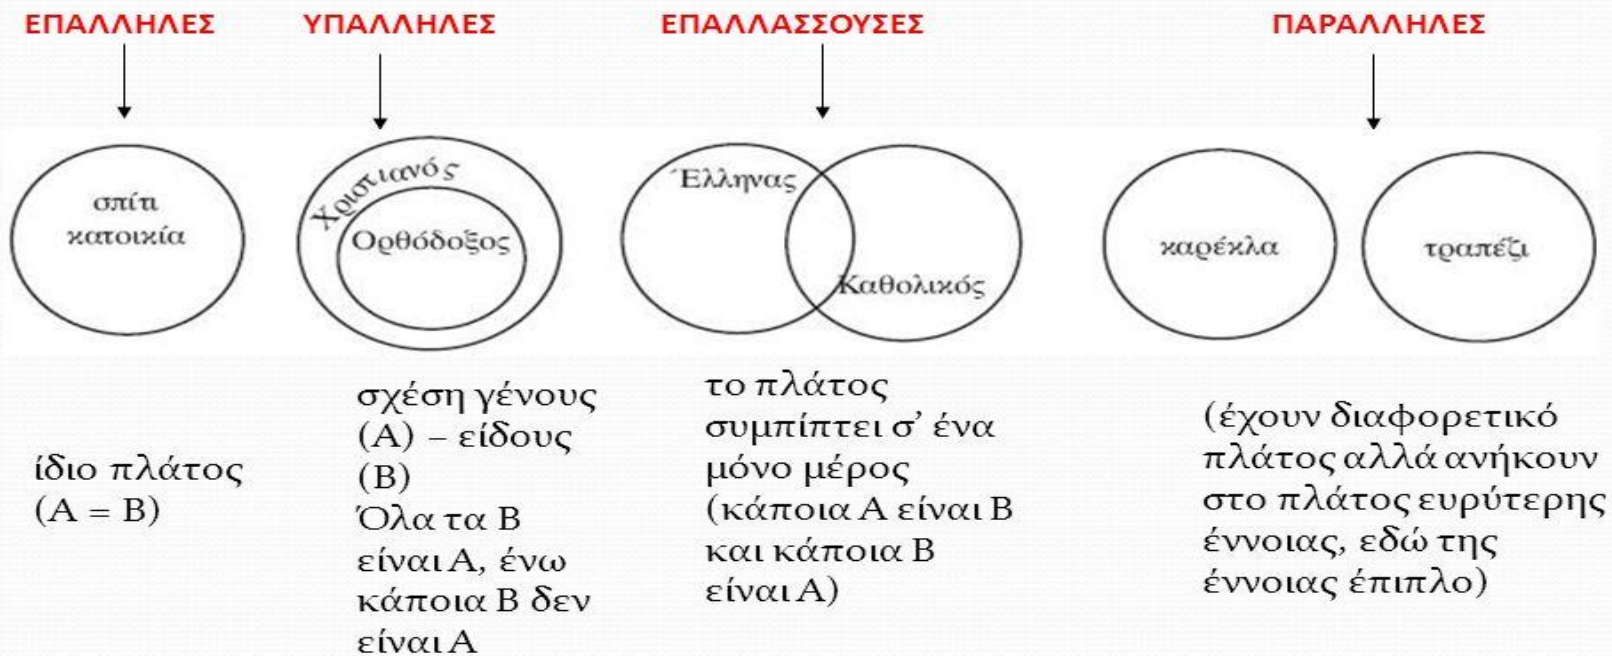 ΕΠΑΛΛΗΛΕΣ
ΥΠΑΛΛΗΛΕΣ
ΕΠΑΛΛΑΣΣΟΥΣΕΣ
ΠΑΡΑΛΛΗΛΕΣ
σπίτι
κατοικία
Χριστιανός
Ορθόδοξος
Έλληνας
Καθολικός
καρέκλα
τραπέζι
ίδιο πλάτος
(Α = Β)
σχέση γένους
(Α) – είδους
(Β)
Όλα τα Β
είναι Α, ένω
κάποια Β δεν
είναι Α
το πλάτος
συμπίπτει σ’ ένα
μόνο μέρος
(κάποια Α είναι Β
και κάποια Β
είναι Α)
(έχουν διαφορετικό
πλάτος αλλά ανήκουν
στο πλάτος ευρύτερης
έννοιας, εδώ της
έννοιας έπιπλο)